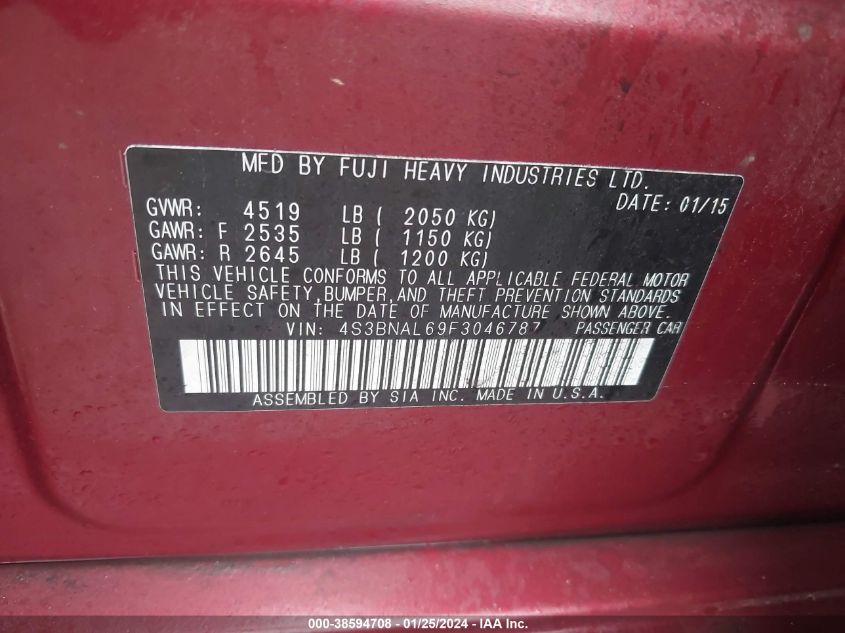 MFD BY FUJI HEAVY INDUSTRIES LTD.
DATE: 01/15
GVWR: 4519 LB ( 2050 KG)
GAWR: F 2535 LB ( 1150 KG)
GAWR: R 2645 LB ( 1200 KG)
THIS VEHICLE CONFORMS TO ALL APPLICABLE FEDERAL MOTOR
VEHICLE SAFETY, BUMPER, AND THEFT PREVENTION STANDARDS
IN EFFECT ON THE DATE OF MANUFACTURE SHOWN ABOVE.
VIN: 4S3BNAL69F3046787 PASSENGER CAR
ASSEMBLED BY SIA INC. MADE IN U.S.A.
000-38594708 - 01/25/2024 - IAA Inc.